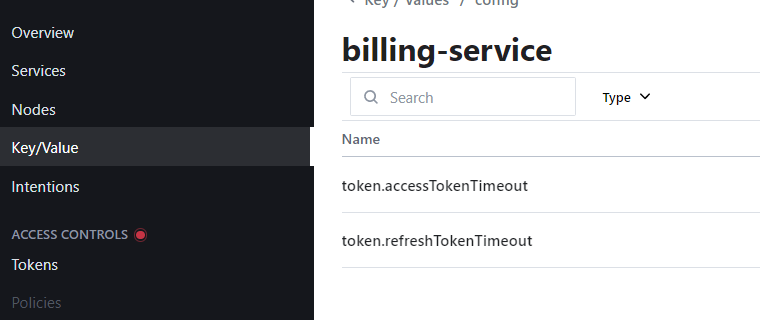 Overview
Services
Nodes
Key/Value
Intentions
ACCESS CONTROLS
Tokens
Policies
Key / Values / config
billing-service
Search
Type
Name
token.accessTokenTimeout
token.refreshTokenTimeout